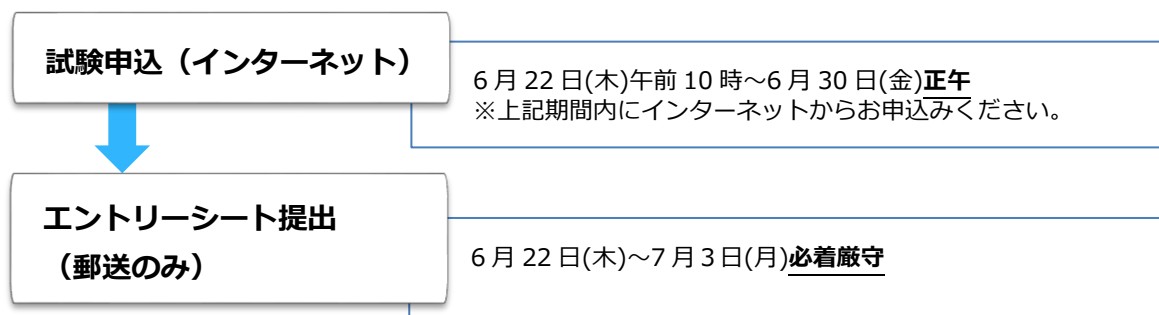 試験申込（インターネット）
6月22日(木)午前10時～6月30日(金)正午
※上記期間内にインターネットからお申込みください。
エントリーシート提出
（郵送のみ）
6月22日(木)～7月3日(月)必着厳守